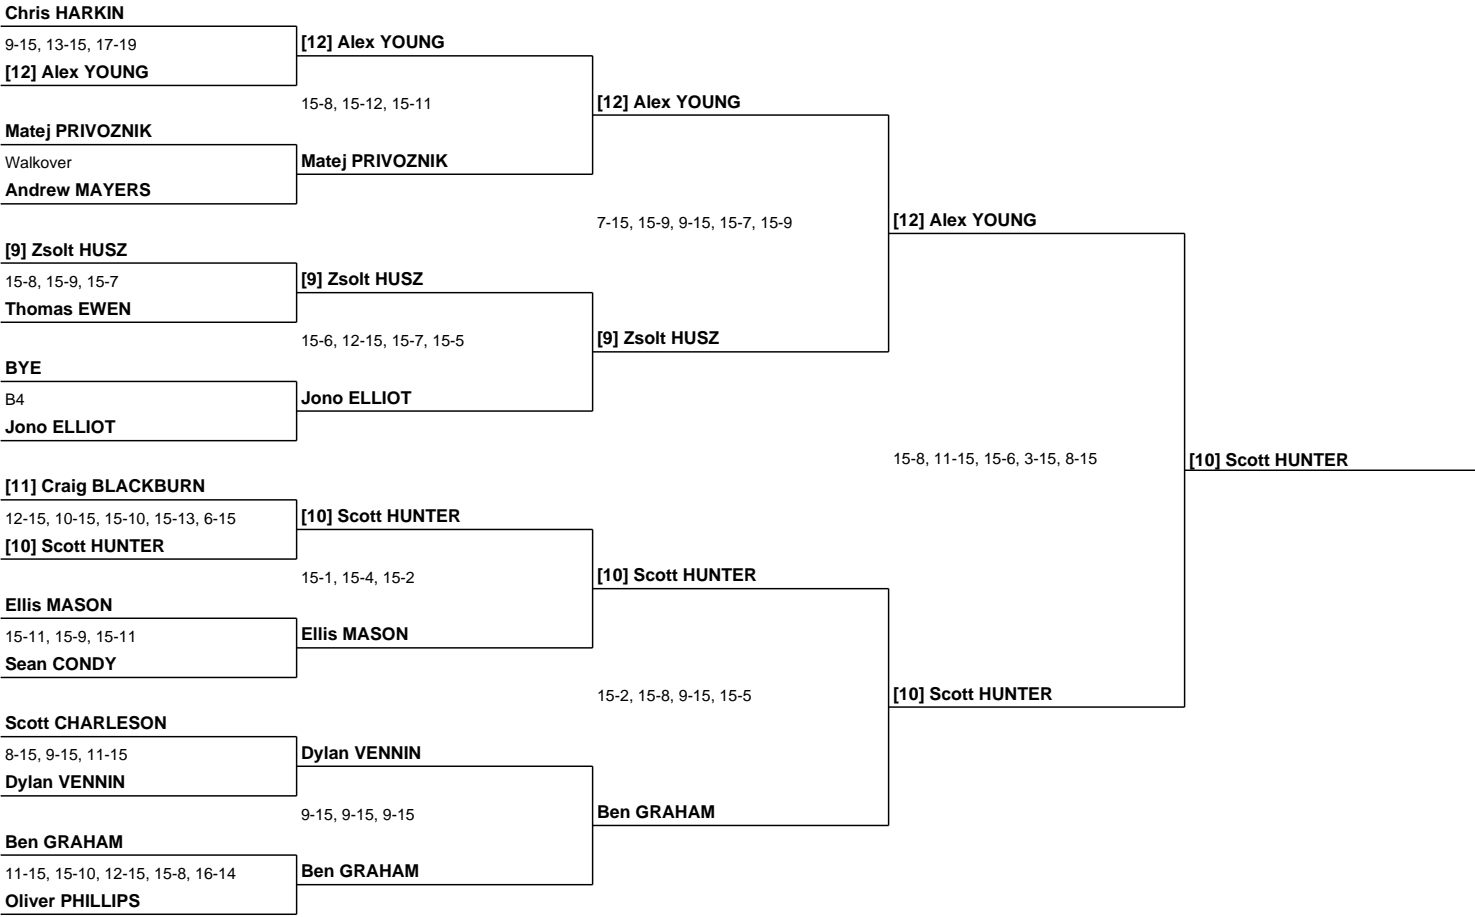 Chris HARKIN
9-15, 13-15, 17-19
[12] Alex YOUNG
[12] Alex YOUNG
15-8, 15-12, 15-11
[12] Alex YOUNG
Matej PRIVOZNIK
Walkover
Matej PRIVOZNIK
Andrew MAYERS
7-15, 15-9, 9-15, 15-7, 15-9
[12] Alex YOUNG
[9] Zsolt HUSZ
15-8, 15-9, 15-7
[9] Zsolt HUSZ
Thomas EWEN
15-6, 12-15, 15-7, 15-5
[9] Zsolt HUSZ
BYE
B4
Jono ELLIOT
Jono ELLIOT
15-8, 11-15, 15-6, 3-15, 8-15
[10] Scott HUNTER
[11] Craig BLACKBURN
12-15, 10-15, 15-10, 15-13, 6-15
[10] Scott HUNTER
[10] Scott HUNTER
15-1, 15-4, 15-2
[10] Scott HUNTER
Ellis MASON
15-11, 15-9, 15-11
Ellis MASON
Sean CONDY
15-2, 15-8, 9-15, 15-5
[10] Scott HUNTER
Scott CHARLESON
8-15, 9-15, 11-15
Dylan VENNIN
Dylan VENNIN
9-15, 9-15, 9-15
Ben GRAHAM
Ben GRAHAM
11-15, 15-10, 12-15, 15-8, 16-14
Ben GRAHAM
Oliver PHILLIPS